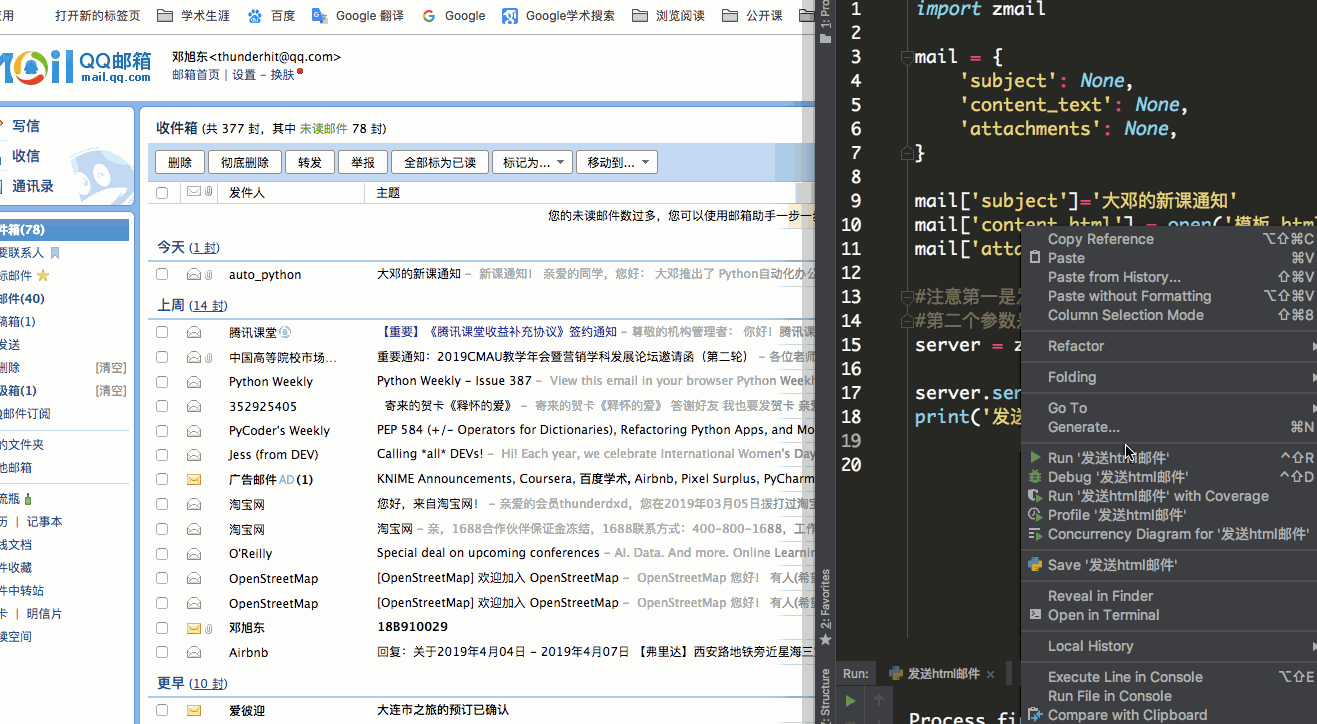 打开新的标签页 学术生涯 百度 Google 翻译 Google Google学术搜索 浏览阅读 公开课
QQ邮箱
mail.qq.com
邓旭东<thunderhit@qq.com>
邮箱首页 | 设置 - 换肤
写信
收信
通讯录
件箱(78)
要联系人
标邮件
邮件(40)
稿箱(1)
发送
删除 [清空]
圾箱(1) [清空]
邮件订阅
的文件夹
他邮箱
流瓶
历 | 记事本
线文档
件收藏
件中转站
卡 | 明信片
读空间
收件箱 (共 377 封，其中 未读邮件 78 封)
删除 彻底删除 转发 举报 全部标为已读 标记为... 移动到...
发件人 主题
您的未读邮件数过多，您可以使用邮箱助手一步一步
今天 (1 封)
auto_python 大邓的新课通知 - 新课通知！ 亲爱的同学，您好： 大邓推出了 Python自动化办公
上周 (14 封)
腾讯课堂 【重要】《腾讯课堂收益补充协议》签约通知 - 尊敬的机构管理者： 你好！ 腾讯课
中国高等院校市场... 重要通知：2019CMAU教学年会暨营销学科发展论坛邀请函（第二轮） - 各位老师
Python Weekly Python Weekly - Issue 387 - View this email in your browser Python Week
352925405 寄来的贺卡《释怀的爱》 - 寄来的贺卡《释怀的爱》 答谢好友 我也要发贺卡 亲爱
PyCoder's Weekly PEP 584 (+/- Operators for Dictionaries), Refactoring Python Apps, and Mo
Jess (from DEV) Calling *all* DEVs! - Hi! Each year, we celebrate International Women's Day
广告邮件 AD (1) KNIME Announcements, Coursera, 百度学术, Airbnb, Pixel Surplus, PyCharm
淘宝网 您好，来自淘宝网！ - 亲爱的会员thunderdxd，您在2019年03月05日拨打过淘宝
淘宝网 淘宝网 - 亲，1688合作伙伴保证金冻结，1688联系方式：400-800-1688，工作
O'Reilly Special deal on upcoming conferences - AI. Data. And more. Online Learni
OpenStreetMap [OpenStreetMap] 欢迎加入 OpenStreetMap - OpenStreetMap 您好！ 有人(希望
OpenStreetMap [OpenStreetMap] 欢迎加入 OpenStreetMap - OpenStreetMap 您好！ 有人(希望
邓旭东 18B910029
Airbnb 回复：关于2019年4月04日 - 2019年4月07日 【弗里达】西安路地铁旁近星海三
更早 (10 封)
爱彼迎 大连市之旅的预订已确认
1: Pro
2: Favorites
: Structure
1 import zmail
2
3 mail = {
4 'subject': None,
5 'content_text': None,
6 'attachments': None,
7 }
8
9 mail['subject']='大邓的新课通知'
10 mail['content_html'] = open('模板.html
11 mail['atta
12
13 #注意第一是发
14 #第二个参数是
15 server = z
16
17 server.sen
18 print('发送
19
20
Copy Reference ⌥⇧⌘C
Paste ⌘V
Paste from History... ⇧⌘V
Paste without Formatting ⌥⇧⌘V
Column Selection Mode ⇧⌘8
Refactor
Folding
Go To
Generate... ⌘N
Run '发送html邮件' ^⇧R
Debug '发送html邮件' ^⇧D
Run '发送html邮件' with Coverage
Profile '发送html邮件'
Concurrency Diagram for '发送html邮件'
Save '发送html邮件'
Reveal in Finder
Open in Terminal
Local History
Execute Line in Console ⌥⇧E
Run File in Console
Compare with Clipboard
Run: 发送html邮件 ×
Process fi